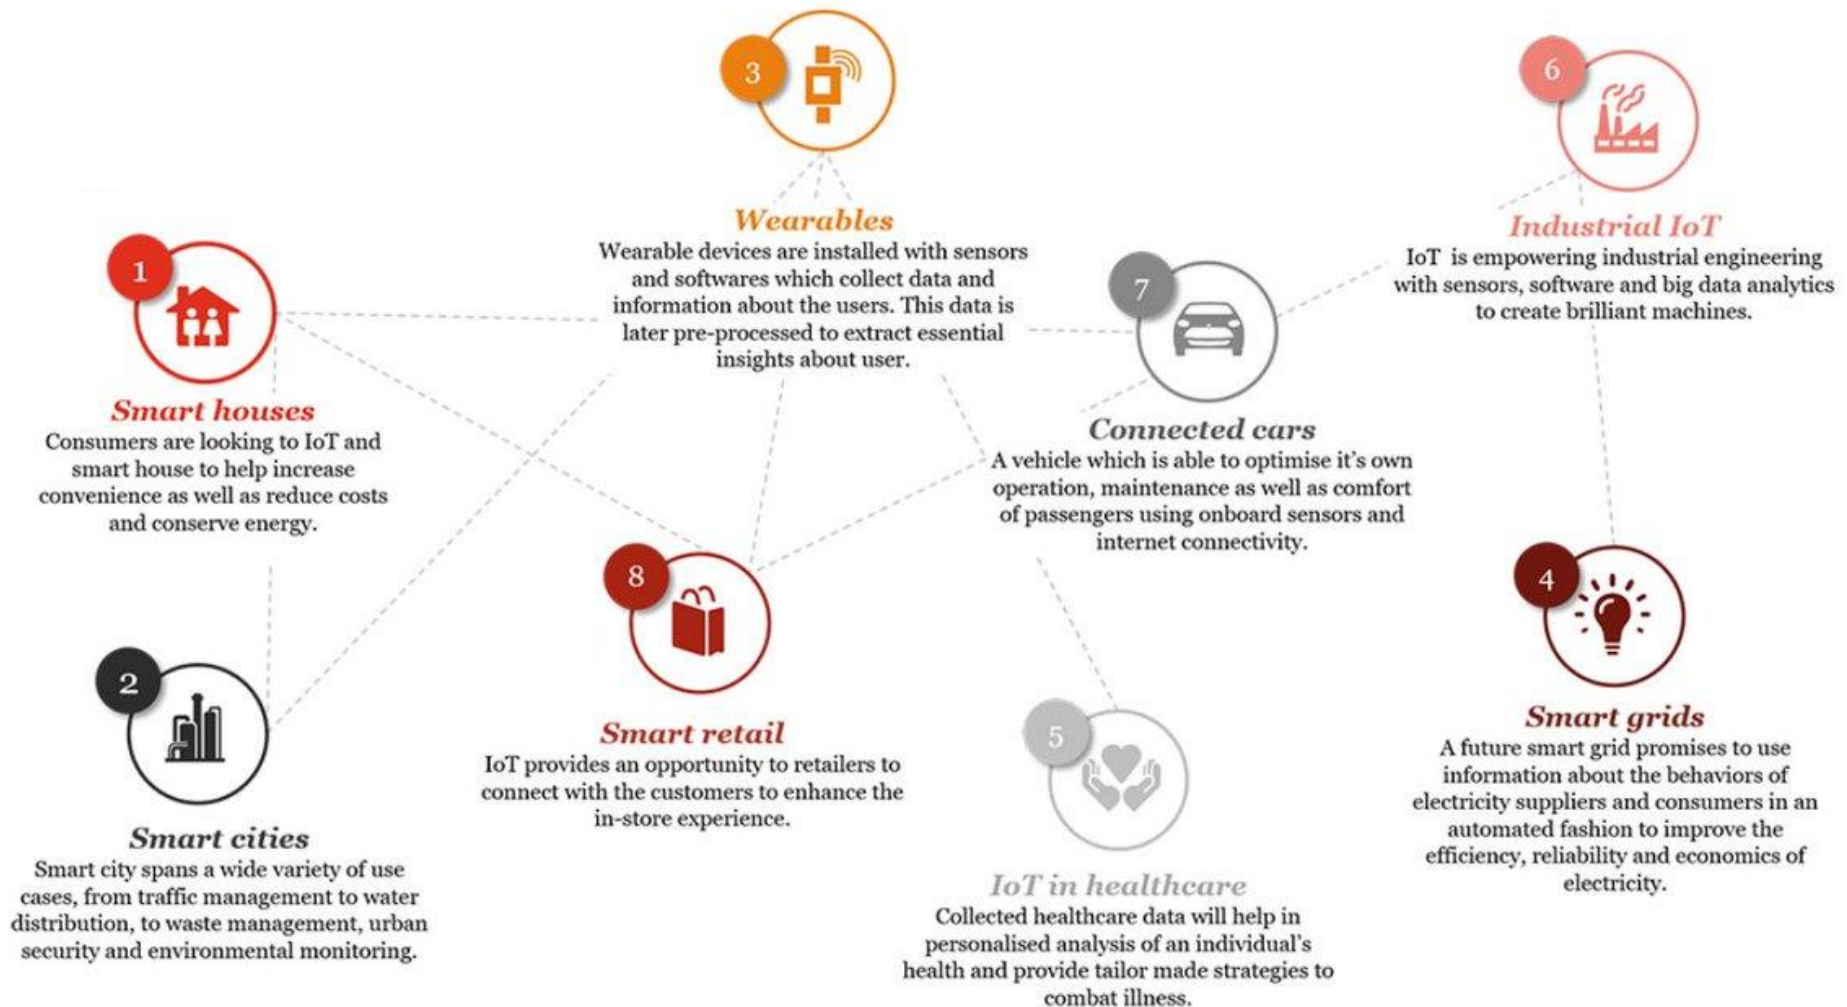 1
Smart houses
Consumers are looking to IoT and
smart house to help increase
convenience as well as reduce costs
and conserve energy.
2
Smart cities
Smart city spans a wide variety of use
cases, from traffic management to water
distribution, to waste management, urban
security and environmental monitoring.
3
Wearables
Wearable devices are installed with sensors
and softwares which collect data and
information about the users. This data is
later pre-processed to extract essential
insights about user.
4
Smart grids
A future smart grid promises to use
information about the behaviors of
electricity suppliers and consumers in an
automated fashion to improve the
efficiency, reliability and economics of
electricity.
5
IoT in healthcare
Collected healthcare data will help in
personalised analysis of an individual's
health and provide tailor made strategies to
combat illness.
6
Industrial IoT
IoT is empowering industrial engineering
with sensors, software and big data analytics
to create brilliant machines.
7
Connected cars
A vehicle which is able to optimise it's own
operation, maintenance as well as comfort
of passengers using onboard sensors and
internet connectivity.
8
Smart retail
IoT provides an opportunity to retailers to
connect with the customers to enhance the
in-store experience.